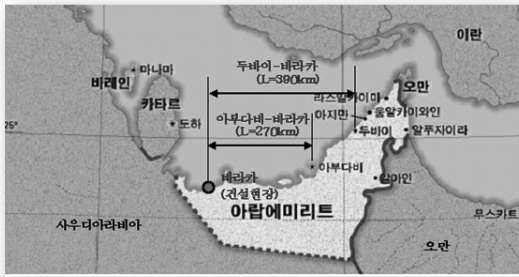 이란
두바이-바라카
(L=390km)
마나마
바레인
오만
카타르
라스알카이마
아지만
움알카이와인
아부다비-바라카
(L=270km)
25°
도하
두바이
알푸자이라
아부다비
바라카
(건설현장)
알아인
아랍에미리트
무스카트
사우디아라비아
오만